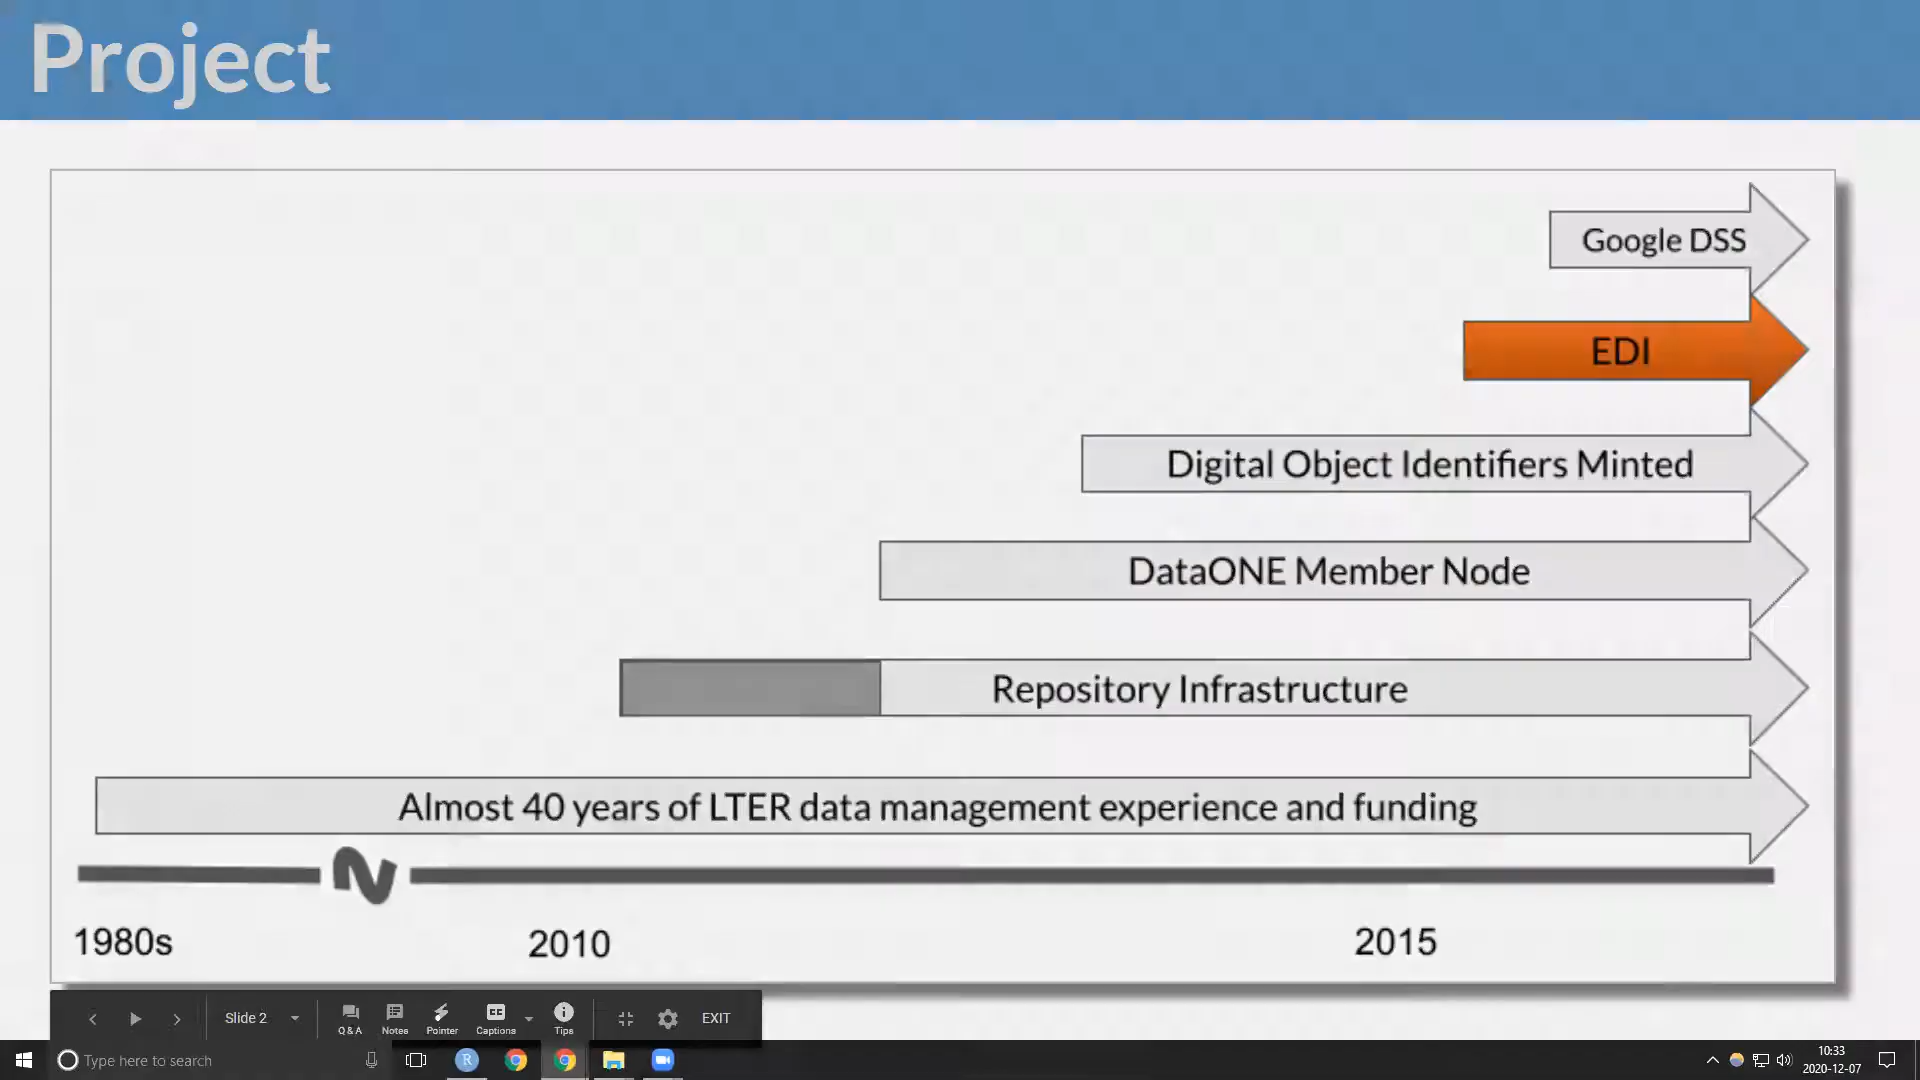 Project
Google DSS
EDI
Digital Object Identifiers Minted
DataONE Member Node
Repository Infrastructure
Almost 40 years of LTER data management experience and funding
1980s
2010
2015
Slide 2
Q & A
Notes
Pointer
CC
Captions
Tips
EXIT
Type here to search
R
10:33
2020-12-07